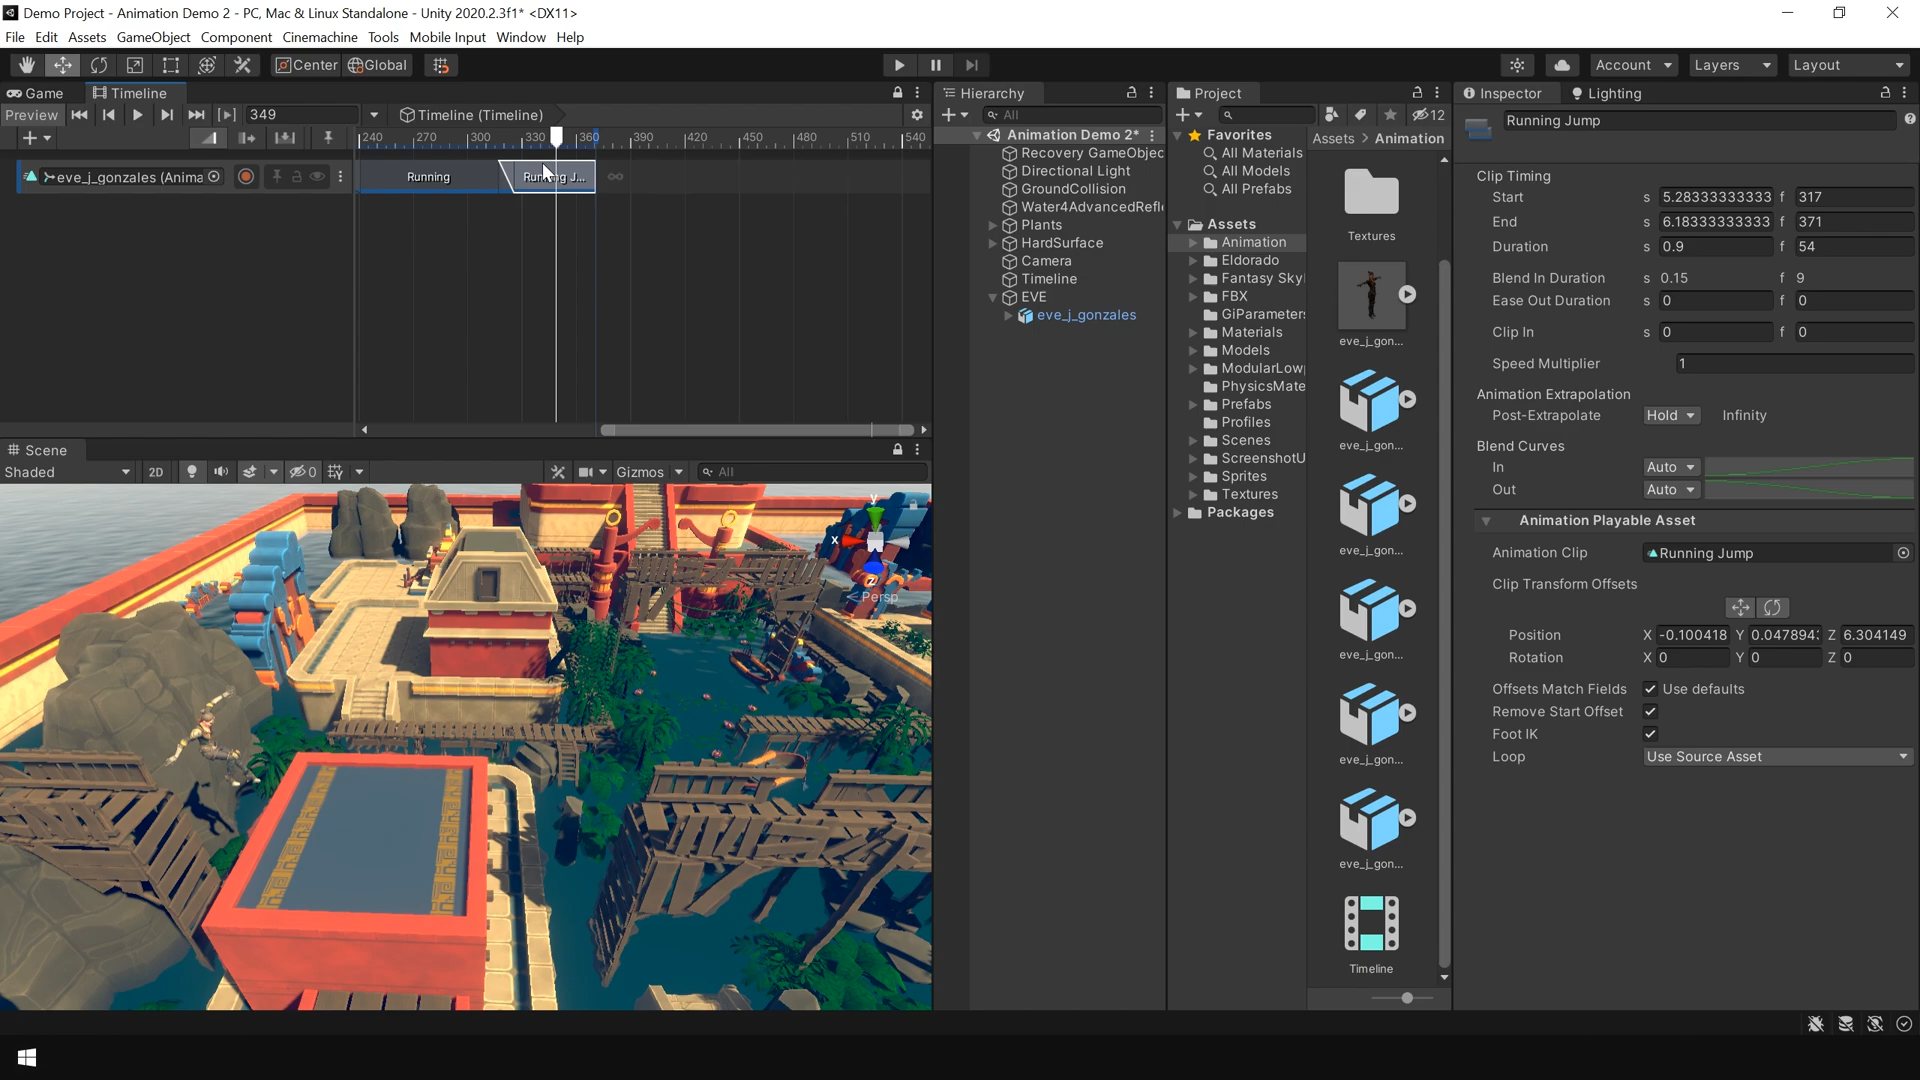 Demo Project - Animation Demo 2 - PC, Mac & Linux Standalone - Unity 2020.2.3f1* <DX11>
File Edit Assets GameObject Component Cinemachine Tools Mobile Input Window Help
Center Global
Account Layers Layout
Game Timeline
Preview 349 Timeline (Timeline)
240 270 300 330 360 390 420 450 480 510 540
eve_j_gonzales (Anima
Running
Running J...
Scene
Shaded 2D 0 Gizmos All
y
x
z
< Persp
Hierarchy
All
Animation Demo 2*
Recovery GameObjec
Directional Light
GroundCollision
Water4AdvancedRefle
Plants
HardSurface
Camera
Timeline
EVE
eve_j_gonzales
Project
12
Favorites
All Materials
All Models
All Prefabs
Assets
Animation
Eldorado
Fantasy Sky
FBX
GiParameters
Materials
Models
ModularLow
PhysicsMate
Prefabs
Profiles
Scenes
ScreenshotU
Sprites
Textures
Packages
Assets > Animation
Textures
eve_j_gon...
eve_j_gon...
eve_j_gon...
eve_j_gon...
eve_j_gon...
eve_j_gon...
Timeline
Inspector Lighting
Running Jump
Clip Timing
Start s 5.28333333333 f 317
End s 6.18333333333 f 371
Duration s 0.9 f 54
Blend In Duration s 0.15 f 9
Ease Out Duration s 0 f 0
Clip In s 0 f 0
Speed Multiplier 1
Animation Extrapolation
Post-Extrapolate Hold Infinity
Blend Curves
In Auto
Out Auto
Animation Playable Asset
Animation Clip Running Jump
Clip Transform Offsets
Position X -0.100418 Y 0.047894 Z 6.304149
Rotation X 0 Y 0 Z 0
Offsets Match Fields Use defaults
Remove Start Offset
Foot IK
Loop Use Source Asset